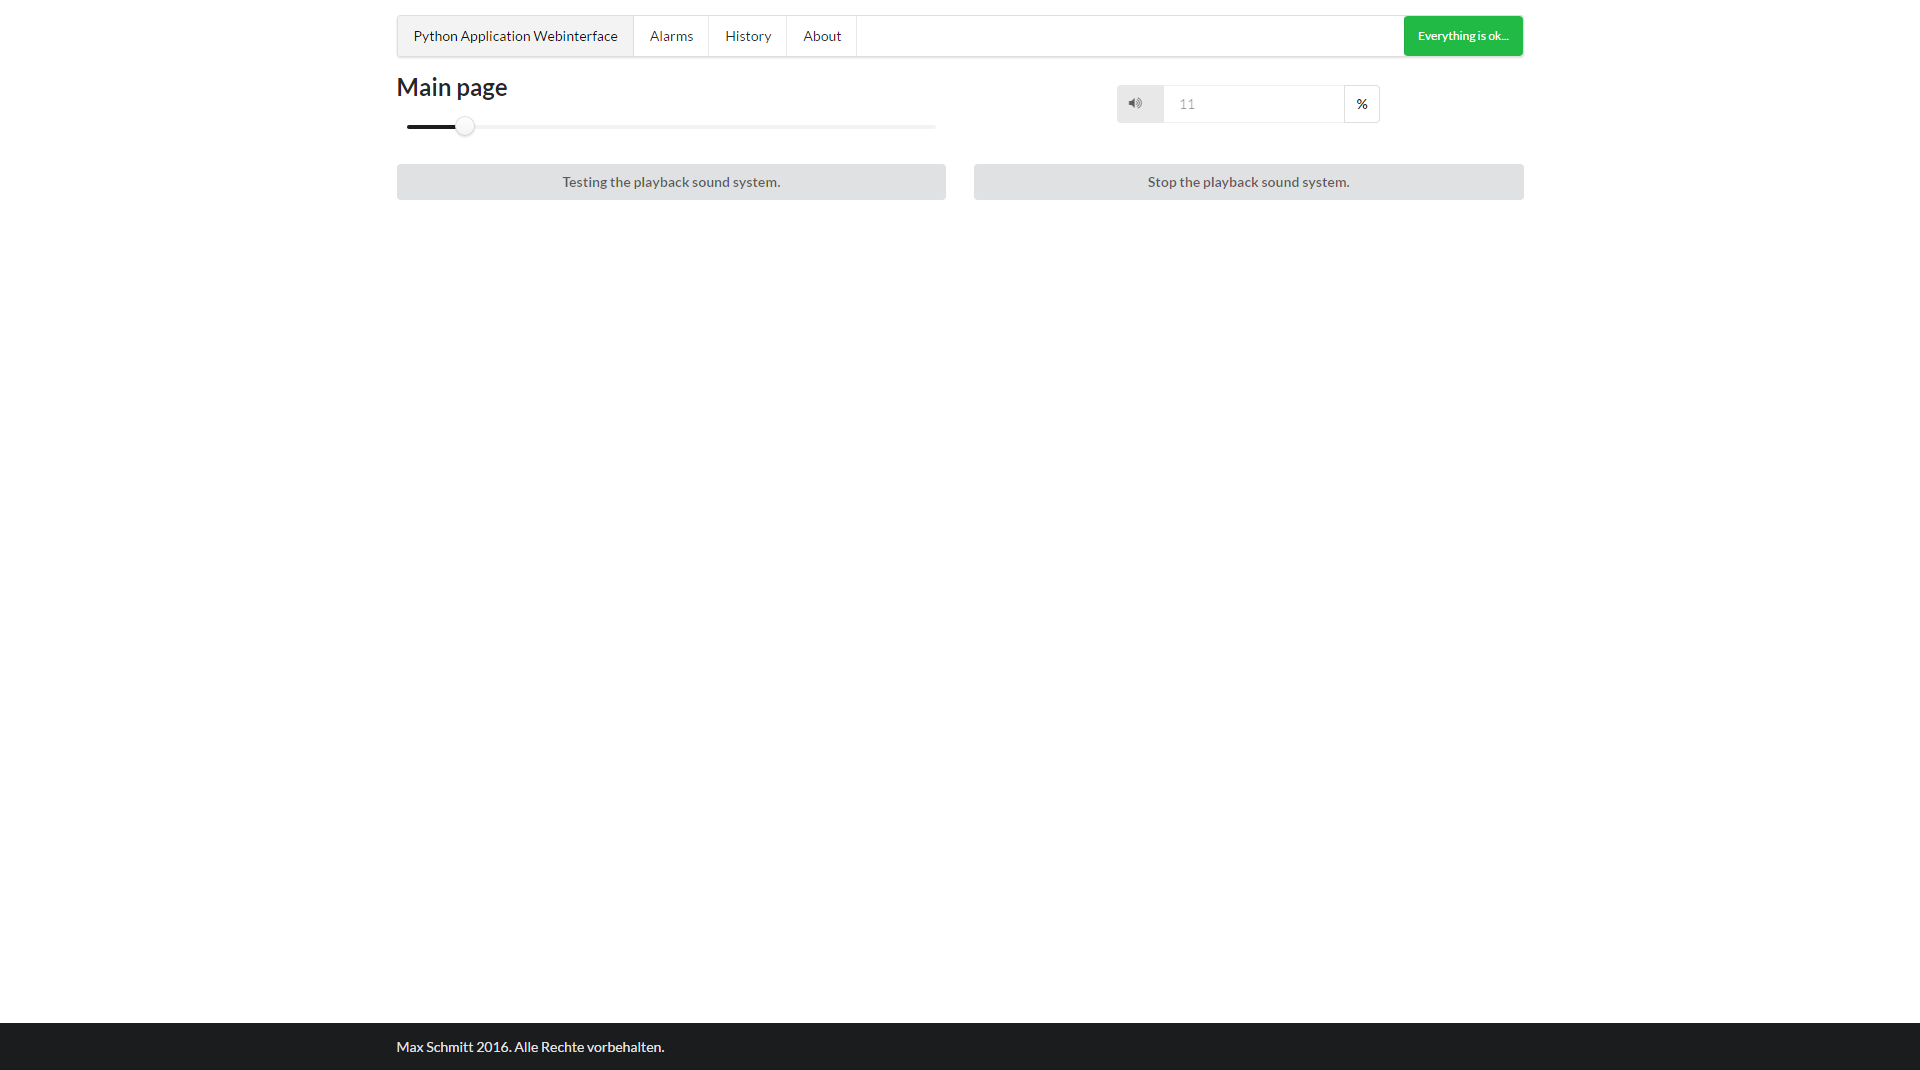 Python Application Webinterface
Alarms
History
About
Everything is ok...
Main page
11
%
Testing the playback sound system.
Stop the playback sound system.
Max Schmitt 2016. Alle Rechte vorbehalten.